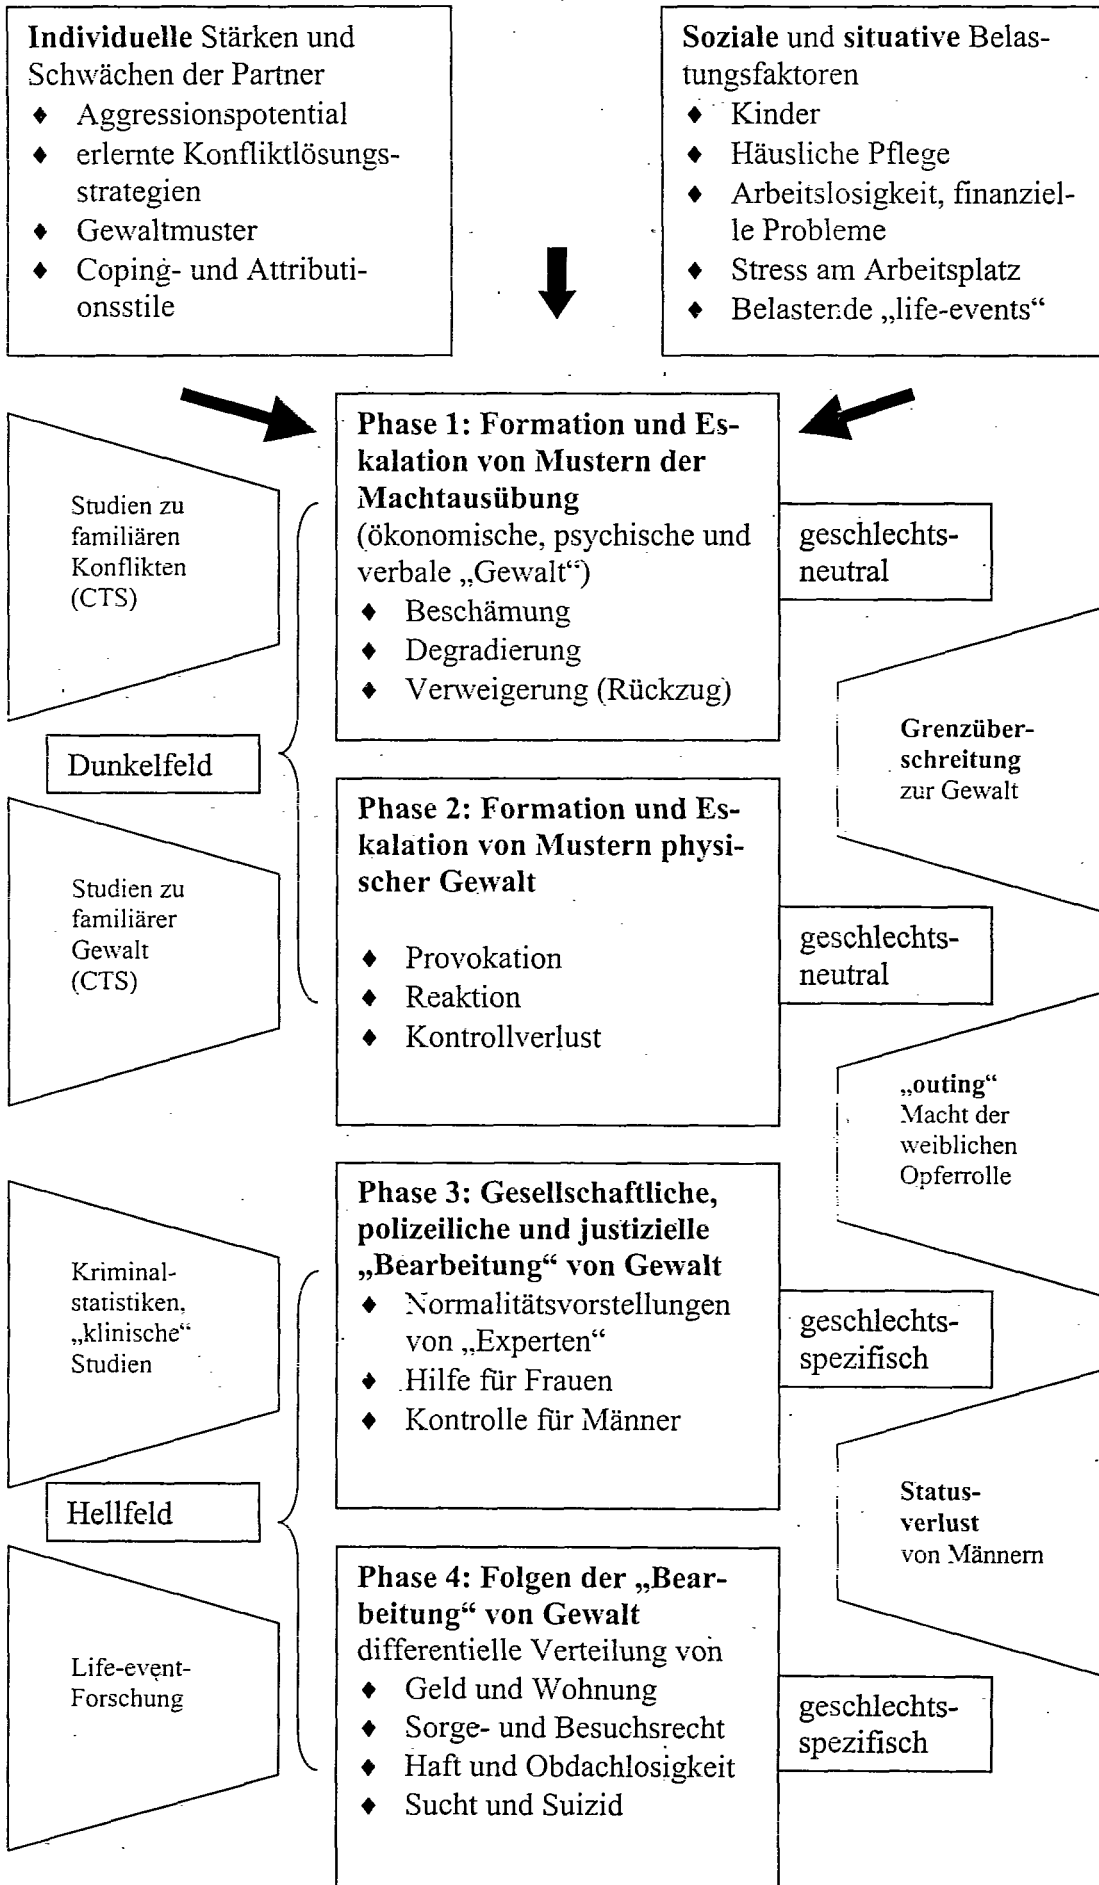 Individuelle Stärken und
Schwächen der Partner
♦ Aggressionspotential
♦ erlernte Konfliktlösungs-
strategien
♦ Gewaltmuster
♦ Coping- und Attributi-
onsstile
Soziale und situative Belas-
tungsfaktoren
♦ Kinder
♦ Häusliche Pflege
♦ Arbeitslosigkeit, finanziel-
le Probleme
♦ Stress am Arbeitsplatz
♦ Belastende „life-events“
Studien zu
familiären
Konflikten
(CTS)
Phase 1: Formation und Es-
kalation von Mustern der
Machtausübung
(ökonomische, psychische und
verbale „Gewalt“)
♦ Beschämung
♦ Degradierung
♦ Verweigerung (Rückzug)
geschlechts-
neutral
Dunkelfeld
Grenzüber-
schreitung
zur Gewalt
Studien zu
familiärer
Gewalt
(CTS)
Phase 2: Formation und Es-
kalation von Mustern physi-
scher Gewalt
♦ Provokation
♦ Reaktion
♦ Kontrollverlust
geschlechts-
neutral
„outing“
Macht der
weiblichen
Opferrolle
Kriminal-
statistiken,
„klinische“
Studien
Phase 3: Gesellschaftliche,
polizeiliche und justizielle
„Bearbeitung“ von Gewalt
♦ Normalitätsvorstellungen
von „Experten“
♦ Hilfe für Frauen
♦ Kontrolle für Männer
geschlechts-
spezifisch
Hellfeld
Status-
verlust
von Männern
Life-event-
Forschung
Phase 4: Folgen der „Bear-
beitung“ von Gewalt
differentielle Verteilung von
♦ Geld und Wohnung
♦ Sorge- und Besuchsrecht
♦ Haft und Obdachlosigkeit
♦ Sucht und Suizid
geschlechts-
spezifisch